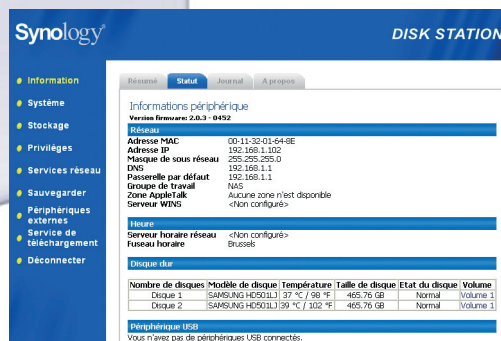 Synology
DISK STATION
Information
Système
Stockage
Privilèges
Services réseau
Sauvegarder
Périphériques
externes
Service de
téléchargement
Déconnecter
Résumé Statut Journal A propos
Informations périphérique
Version firmware: 2.0.3 - 0452
Réseau
Adresse MAC 00-11-32-01-64-8E
Adresse IP 192.168.1.102
Masque de sous réseau 255.255.255.0
DNS 192.168.1.1
Passerelle par défaut 192.168.1.1
Groupe de travail NAS
Zone AppleTalk Aucune zone n'est disponible
Serveur WINS <Non configuré>
Heure
Serveur horaire réseau <Non configuré>
Fuseau horaire Brussels
Disque dur
Nombre de disques Modèle de disque Température Taille de disque Etat du disque Volume
Disque 1 SAMSUNG HD501LJ 37 °C / 98 °F 465.76 GB Normal Volume 1
Disque 2 SAMSUNG HD501LJ 39 °C / 102 °F 465.76 GB Normal Volume 1
Périphérique USB
Vous n'avez pas de périphériques USB connectés.